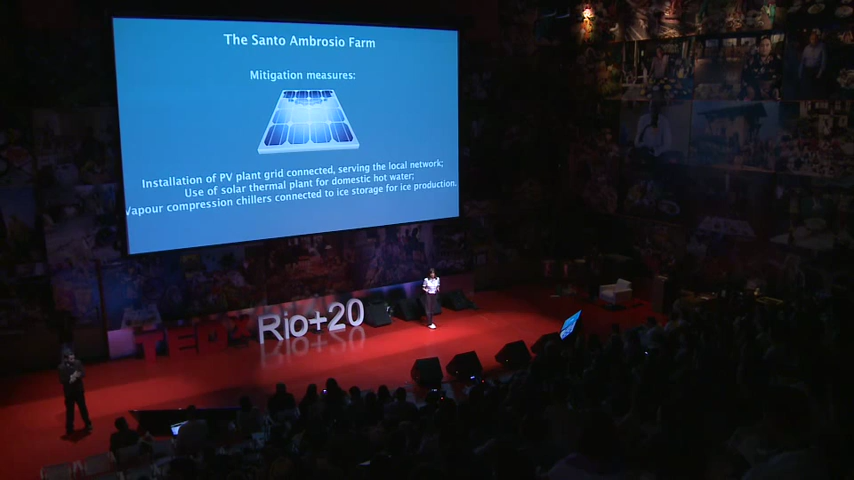 The Santo Ambrosio Farm
Mitigation measures:
Installation of PV plant grid connected, serving the local network;
Use of solar thermal plant for domestic hot water;
Vapour compression chillers connected to ice storage for ice production.
TEDx Rio+20